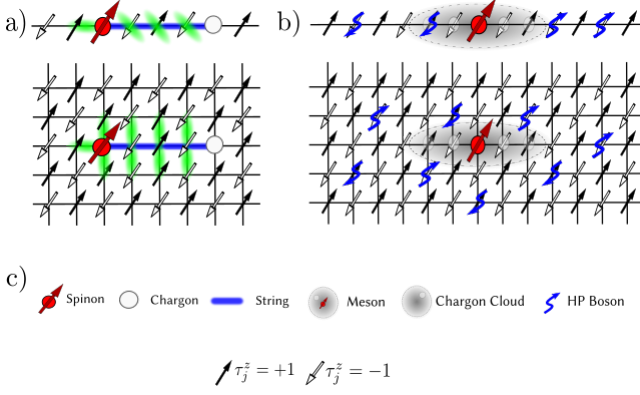 a) b)
c)
Spinon Chargon String Meson Chargon Cloud HP Boson
τ_j^z = +1 τ_j^z = −1